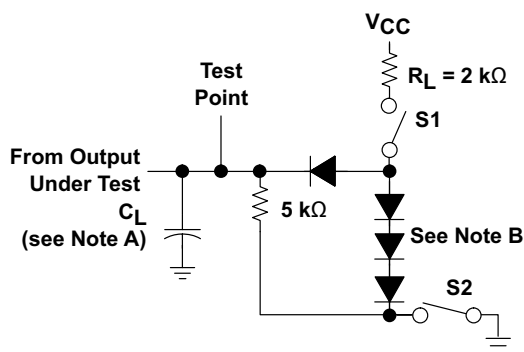 VCC
RL = 2 kΩ
Test
Point
S1
From Output
Under Test
CL
(see Note A)
5 kΩ
See Note B
S2